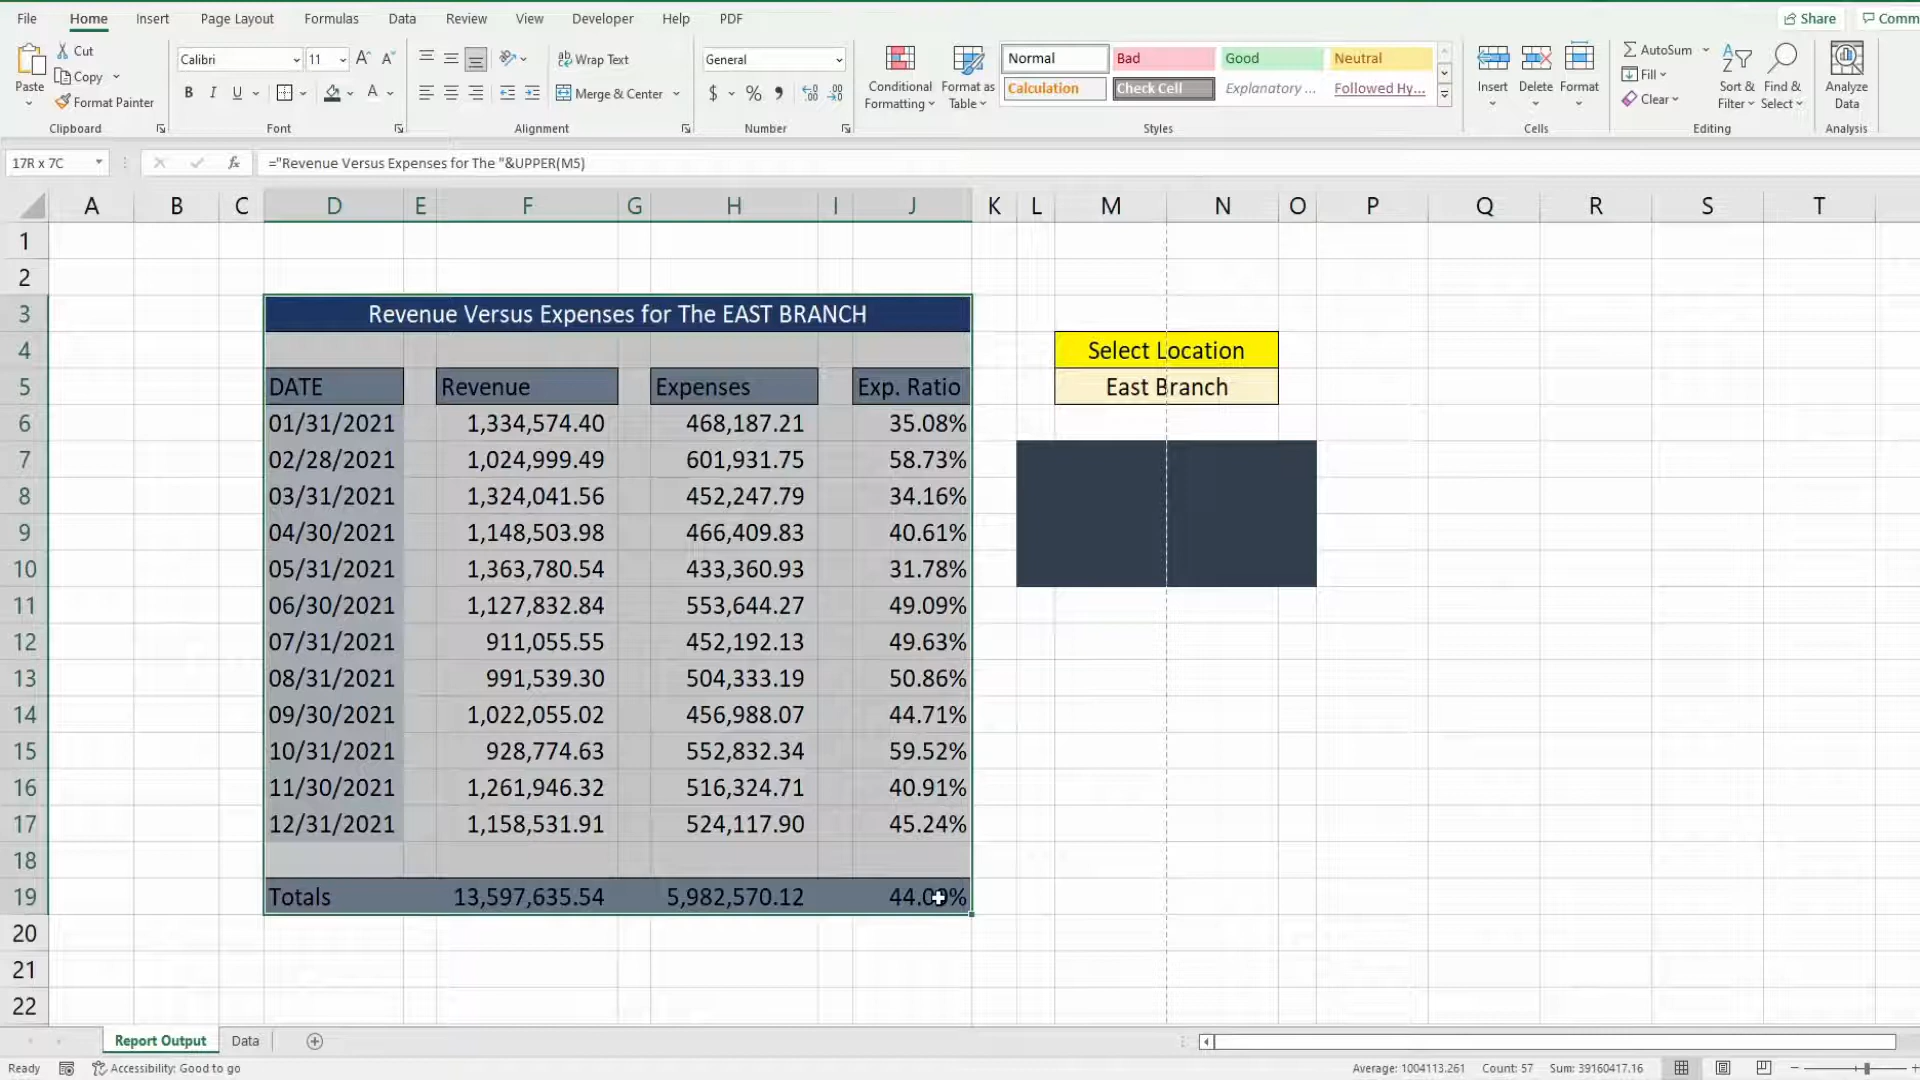 File Home Insert Page Layout Formulas Data Review View Developer Help PDF Share Comm
Paste Cut Copy Format Painter Clipboard
Calibri 11 A A B I U A Font
Wrap Text Merge & Center Alignment
General $ % Number
Conditional Formatting Format as Table
Normal Bad Good Neutral
Calculation Check Cell Explanatory ... Followed Hy...
Styles
Insert Delete Format Cells
AutoSum Fill Clear Sort & Filter Find & Select Editing
Analyze Data Analysis
17R x 7C fx ="Revenue Versus Expenses for The "&UPPER(M5)
A B C D E F G H I J K L M N O P Q R S T
1
2
3 Revenue Versus Expenses for The EAST BRANCH
4 Select Location
5 DATE Revenue Expenses Exp. Ratio East Branch
6 01/31/2021 1,334,574.40 468,187.21 35.08%
7 02/28/2021 1,024,999.49 601,931.75 58.73%
8 03/31/2021 1,324,041.56 452,247.79 34.16%
9 04/30/2021 1,148,503.98 466,409.83 40.61%
10 05/31/2021 1,363,780.54 433,360.93 31.78%
11 06/30/2021 1,127,832.84 553,644.27 49.09%
12 07/31/2021 911,055.55 452,192.13 49.63%
13 08/31/2021 991,539.30 504,333.19 50.86%
14 09/30/2021 1,022,055.02 456,988.07 44.71%
15 10/31/2021 928,774.63 552,832.34 59.52%
16 11/30/2021 1,261,946.32 516,324.71 40.91%
17 12/31/2021 1,158,531.91 524,117.90 45.24%
18
19 Totals 13,597,635.54 5,982,570.12
20
21
22
Report Output Data
Ready Accessibility: Good to go Average: 1004113.261 Count: 57 Sum: 39160417.16